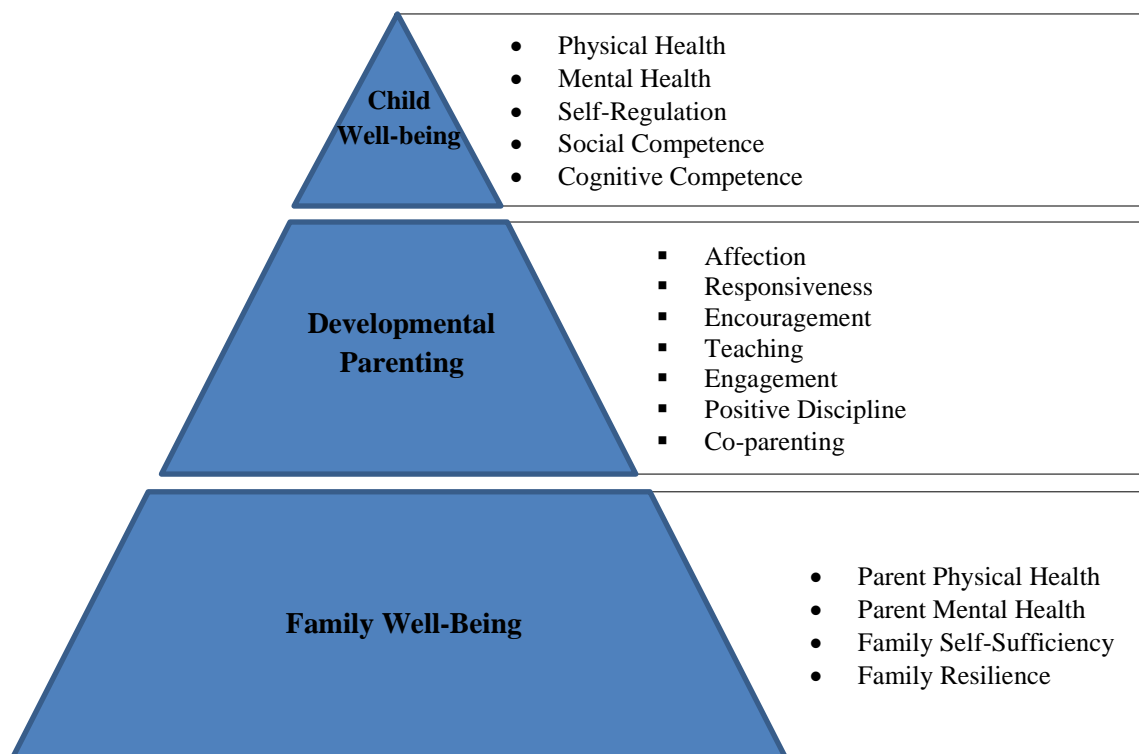 Child
Well-being
• Physical Health
• Mental Health
• Self-Regulation
• Social Competence
• Cognitive Competence
Developmental
Parenting
▪ Affection
▪ Responsiveness
▪ Encouragement
▪ Teaching
▪ Engagement
▪ Positive Discipline
▪ Co-parenting
Family Well-Being
• Parent Physical Health
• Parent Mental Health
• Family Self-Sufficiency
• Family Resilience